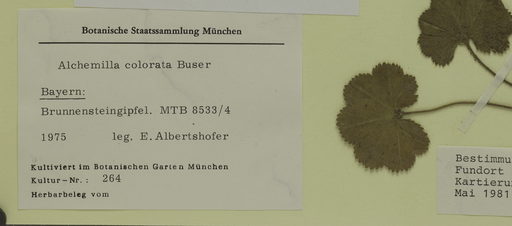 Botanische Staatssammlung München
Alchemilla colorata Buser
Bayern:
Brunnensteingipfel. MTB 8533/4
1975 leg. E. Albertshofer
Kultiviert im Botanischen Garten München
Kultur-Nr.: 264
Herbarbeleg vom
Bestimmu
Fundort
Kartieru
Mai 1981